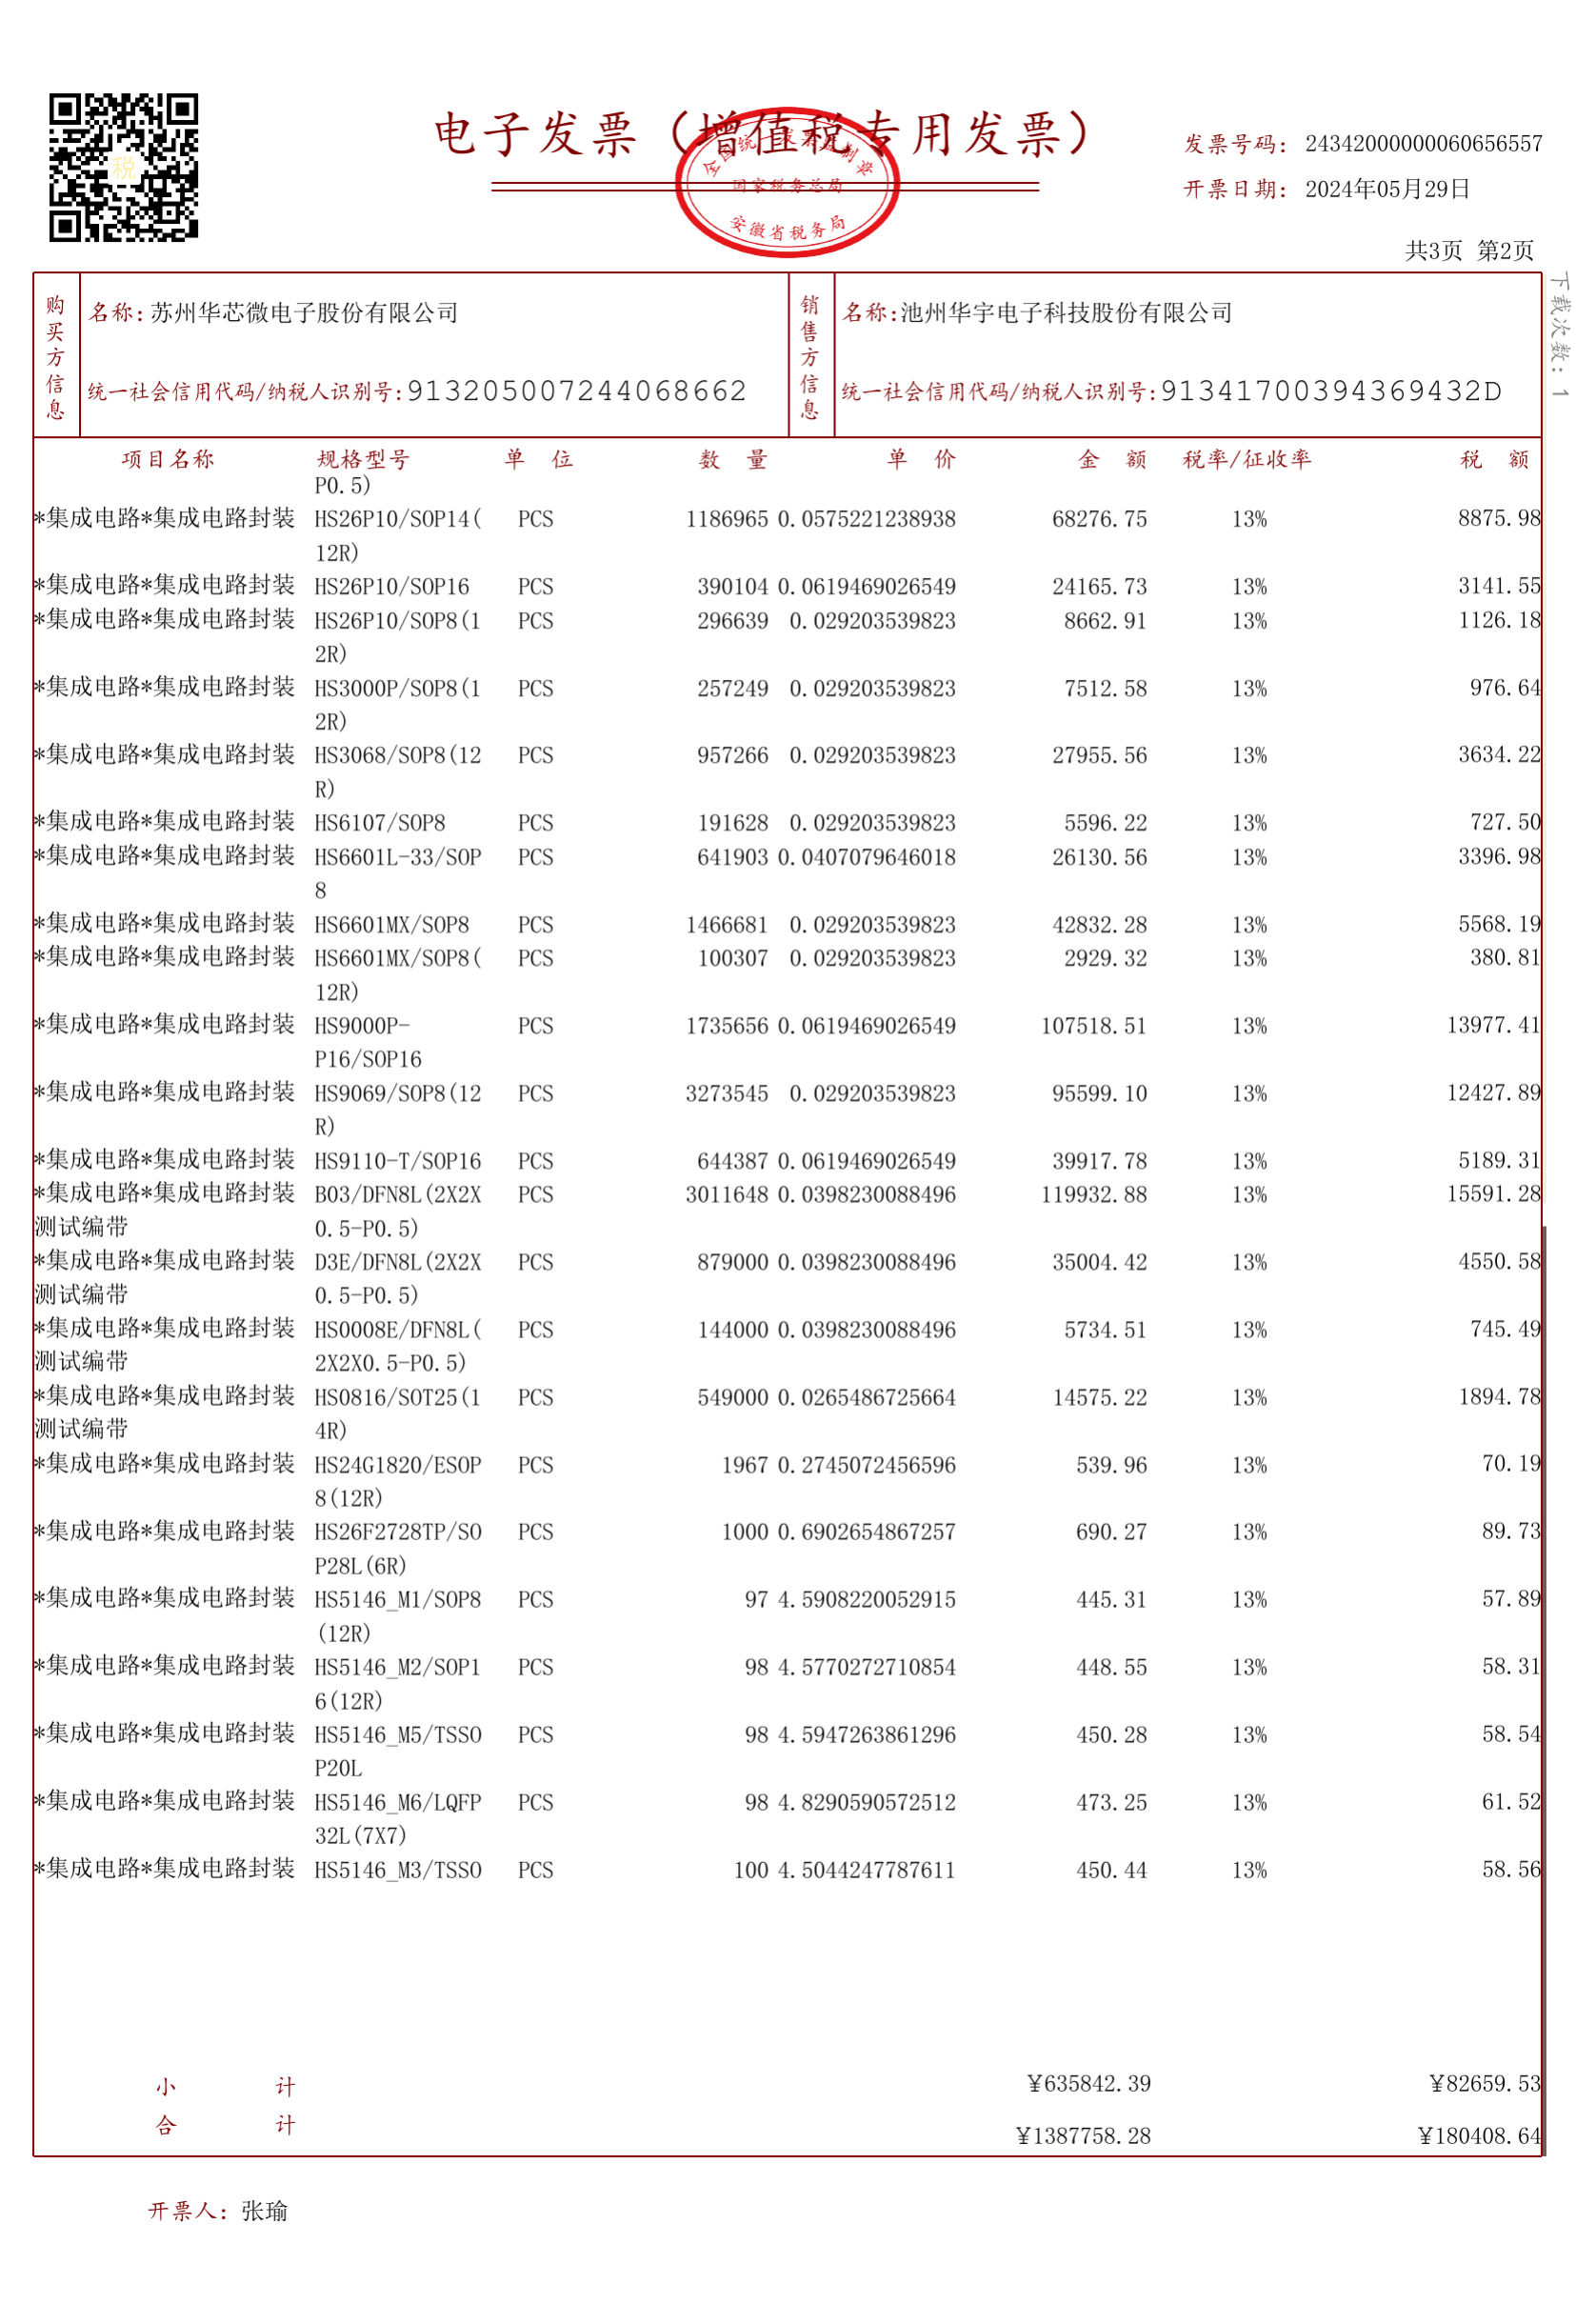 税
电子发票（增值税专用发票）
全国统一发票监制章
国家税务总局
安徽省税务局
发票号码： 24342000000060656557
开票日期： 2024年05月29日
共3页 第2页
下载次数：1
购买方信息
名称：苏州华芯微电子股份有限公司
统一社会信用代码/纳税人识别号：913205007244068662
销售方信息
名称：池州华宇电子科技股份有限公司
统一社会信用代码/纳税人识别号：91341700394369432D
项目名称 规格型号 单 位 数 量 单 价 金 额 税率/征收率 税 额
P0.5)
*集成电路*集成电路封装 HS26P10/SOP14( PCS 1186965 0.0575221238938 68276.75 13% 8875.98
12R)
*集成电路*集成电路封装 HS26P10/SOP16 PCS 390104 0.0619469026549 24165.73 13% 3141.55
*集成电路*集成电路封装 HS26P10/SOP8(1 PCS 296639 0.029203539823 8662.91 13% 1126.18
2R)
*集成电路*集成电路封装 HS3000P/SOP8(1 PCS 257249 0.029203539823 7512.58 13% 976.64
2R)
*集成电路*集成电路封装 HS3068/SOP8(12 PCS 957266 0.029203539823 27955.56 13% 3634.22
R)
*集成电路*集成电路封装 HS6107/SOP8 PCS 191628 0.029203539823 5596.22 13% 727.50
*集成电路*集成电路封装 HS6601L-33/SOP PCS 641903 0.0407079646018 26130.56 13% 3396.98
8
*集成电路*集成电路封装 HS6601MX/SOP8 PCS 1466681 0.029203539823 42832.28 13% 5568.19
*集成电路*集成电路封装 HS6601MX/SOP8( PCS 100307 0.029203539823 2929.32 13% 380.81
12R)
*集成电路*集成电路封装 HS9000P- PCS 1735656 0.0619469026549 107518.51 13% 13977.41
P16/SOP16
*集成电路*集成电路封装 HS9069/SOP8(12 PCS 3273545 0.029203539823 95599.10 13% 12427.89
R)
*集成电路*集成电路封装 HS9110-T/SOP16 PCS 644387 0.0619469026549 39917.78 13% 5189.31
*集成电路*集成电路封装 B03/DFN8L(2X2X PCS 3011648 0.0398230088496 119932.88 13% 15591.28
测试编带 0.5-P0.5)
*集成电路*集成电路封装 D3E/DFN8L(2X2X PCS 879000 0.0398230088496 35004.42 13% 4550.58
测试编带 0.5-P0.5)
*集成电路*集成电路封装 HS0008E/DFN8L( PCS 144000 0.0398230088496 5734.51 13% 745.49
测试编带 2X2X0.5-P0.5)
*集成电路*集成电路封装 HS0816/SOT25(1 PCS 549000 0.0265486725664 14575.22 13% 1894.78
测试编带 4R)
*集成电路*集成电路封装 HS24G1820/ESOP PCS 1967 0.2745072456596 539.96 13% 70.19
8(12R)
*集成电路*集成电路封装 HS26F2728TP/SO PCS 1000 0.6902654867257 690.27 13% 89.73
P28L(6R)
*集成电路*集成电路封装 HS5146_M1/SOP8 PCS 97 4.5908220052915 445.31 13% 57.89
(12R)
*集成电路*集成电路封装 HS5146_M2/SOP1 PCS 98 4.5770272710854 448.55 13% 58.31
6(12R)
*集成电路*集成电路封装 HS5146_M5/TSSO PCS 98 4.5947263861296 450.28 13% 58.54
P20L
*集成电路*集成电路封装 HS5146_M6/LQFP PCS 98 4.8290590572512 473.25 13% 61.52
32L(7X7)
*集成电路*集成电路封装 HS5146_M3/TSSO PCS 100 4.5044247787611 450.44 13% 58.56
小 计 ¥635842.39 ¥82659.53
合 计 ¥1387758.28 ¥180408.64
开票人：张瑜